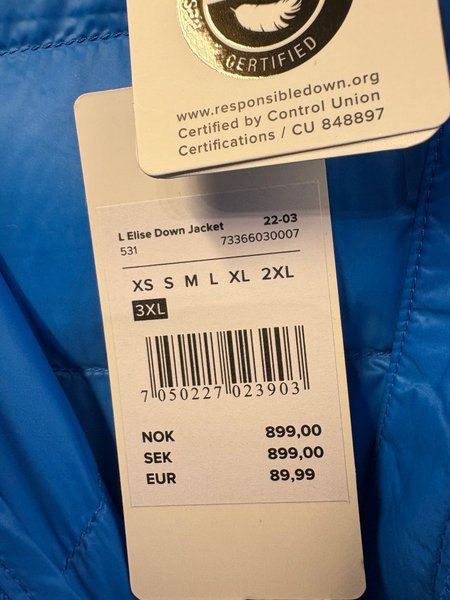 CERTIFIED
www.responsibledown.org
Certified by Control Union
Certifications / CU 848897
L Elise Down Jacket 22-03
531 73366030007
XS S M L XL 2XL
3XL
7 050227 023903
NOK 899,00
SEK 899,00
EUR 89,99